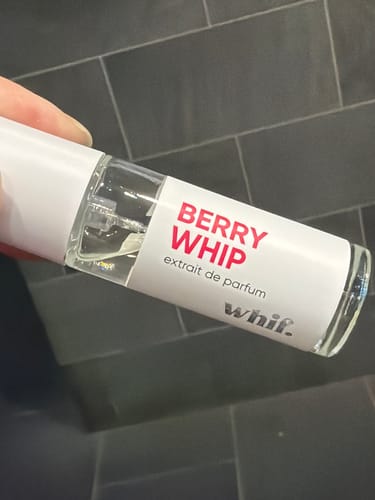 BERRY
WHIP
extrait de parfum
whif.